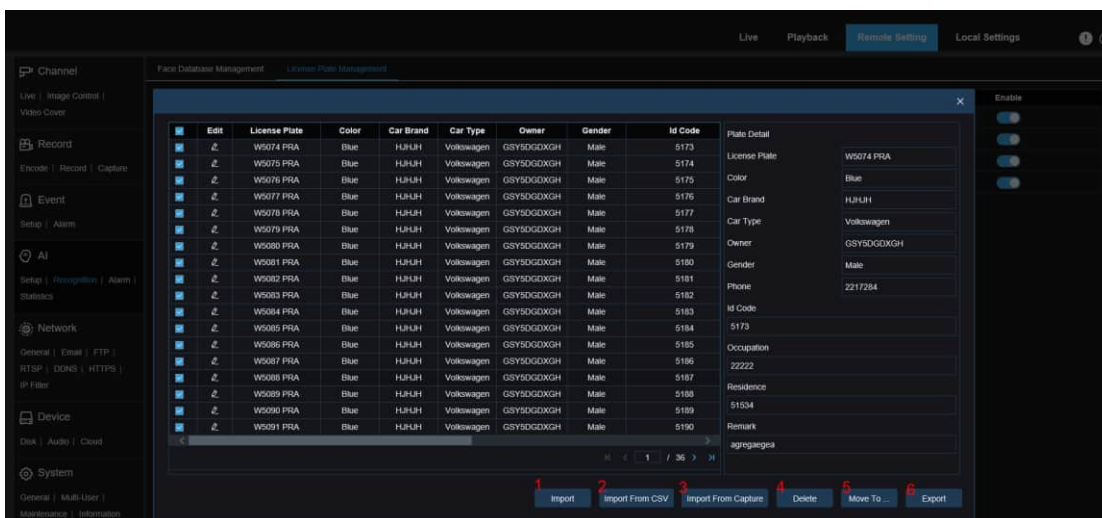 Live Playback Remote Setting Local Settings
Channel
Live | Image Control |
Video Cover
Record
Encode | Record | Capture
Event
Setup | Alarm
AI
Setup | Recognition | Alarm |
Statistics
Network
General | Email | FTP |
RTSP | DDNS | HTTPS |
IP Filter
Device
Disk | Audio | Cloud
System
General | Multi-User |
Maintenance | Information
Face Database Management License Plate Management
Enable
×
Edit License Plate Color Car Brand Car Type Owner Gender Id Code
W5074 PRA Blue HJHJH Volkswagen GSY5DGDXGH Male 5173
W5075 PRA Blue HJHJH Volkswagen GSY5DGDXGH Male 5174
W5076 PRA Blue HJHJH Volkswagen GSY5DGDXGH Male 5175
W5077 PRA Blue HJHJH Volkswagen GSY5DGDXGH Male 5176
W5078 PRA Blue HJHJH Volkswagen GSY5DGDXGH Male 5177
W5079 PRA Blue HJHJH Volkswagen GSY5DGDXGH Male 5178
W5080 PRA Blue HJHJH Volkswagen GSY5DGDXGH Male 5179
W5081 PRA Blue HJHJH Volkswagen GSY5DGDXGH Male 5180
W5082 PRA Blue HJHJH Volkswagen GSY5DGDXGH Male 5181
W5083 PRA Blue HJHJH Volkswagen GSY5DGDXGH Male 5182
W5084 PRA Blue HJHJH Volkswagen GSY5DGDXGH Male 5183
W5085 PRA Blue HJHJH Volkswagen GSY5DGDXGH Male 5184
W5086 PRA Blue HJHJH Volkswagen GSY5DGDXGH Male 5185
W5087 PRA Blue HJHJH Volkswagen GSY5DGDXGH Male 5186
W5088 PRA Blue HJHJH Volkswagen GSY5DGDXGH Male 5187
W5089 PRA Blue HJHJH Volkswagen GSY5DGDXGH Male 5188
W5090 PRA Blue HJHJH Volkswagen GSY5DGDXGH Male 5189
W5091 PRA Blue HJHJH Volkswagen GSY5DGDXGH Male 5190
1 / 36
Plate Detail
License Plate W5074 PRA
Color Blue
Car Brand HJHJH
Car Type Volkswagen
Owner GSY5DGDXGH
Gender Male
Phone 2217284
Id Code
5173
Occupation
22222
Residence
51534
Remark
agregaegea
1 Import 2 Import From CSV 3 Import From Capture 4 Delete 5 Move To ... 6 Export